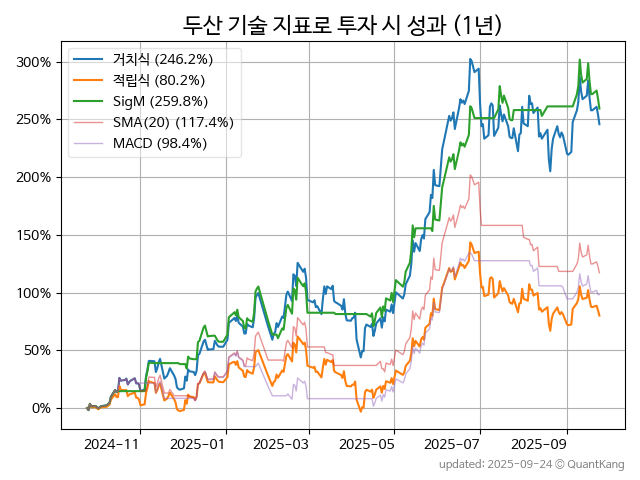 두산 기술 지표로 투자 시 성과 (1년)
거치식 (246.2%)
적립식 (80.2%)
SigM (259.8%)
SMA(20) (117.4%)
MACD (98.4%)
300%
250%
200%
150%
100%
50%
0%
2024-11 2025-01 2025-03 2025-05 2025-07 2025-09
updated: 2025-09-24 © QuantKang